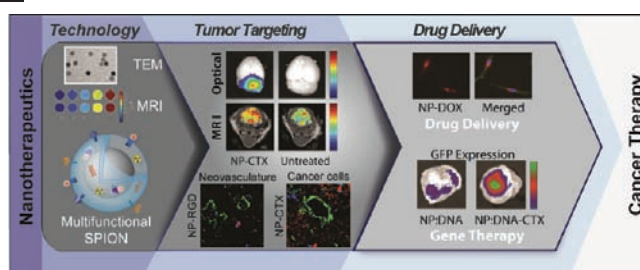 Nanotherapeutics
Technology
TEM
MRI
Multifunctional
SPION
Tumor Targeting
Optical
MRI
NP-CTX
Untreated
Neovasculature
Cancer cells
NP-RGD
NP-CTX
Drug Delivery
NP-DOX
Merged
Drug Delivery
GFP Expression
NP:DNA
NP:DNA-CTX
Gene Therapy
Cancer Therapy